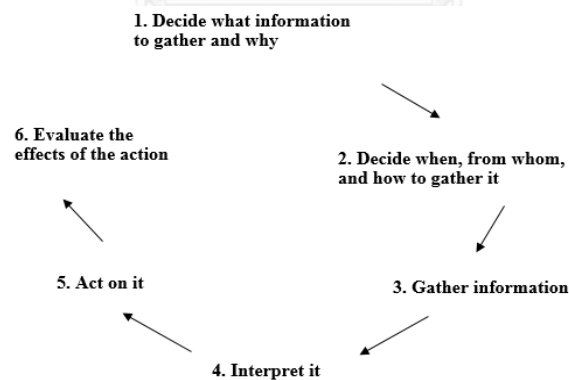 1. Decide what information
to gather and why
2. Decide when, from whom,
and how to gather it
3. Gather information
4. Interpret it
5. Act on it
6. Evaluate the
effects of the action